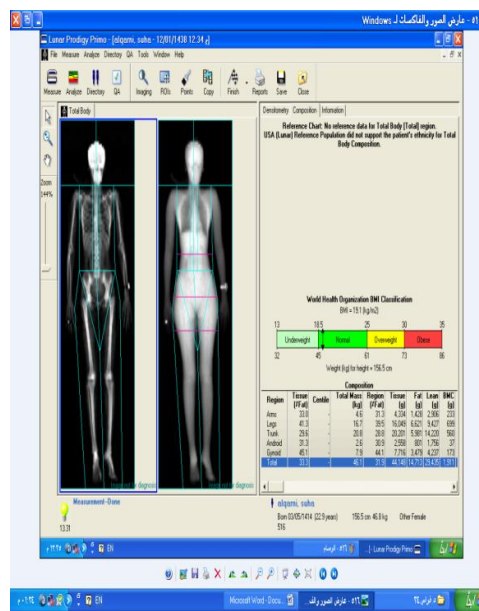 ٥١٦ - عارض الصور والفاكسات لـ Windows
Lunar Prodigy Primo - [alqarni, suha - 12/01/1438 12:34 م]
File Measure Analyze Directory QA Tools Window Help
Measure Analyze Directory QA Imaging ROIs Points Copy Finish Reports Save Close
Total Body
Densitometry Composition Information
Reference Chart: No reference data for Total Body (Total) region.
USA (Lunar) Reference Population did not support the patient's ethnicity for Total
Body Composition.
Zoom
144%
World Health Organization BMI Classification
BMI = 19.1 (kg/m2)
13 18.5 25 30 35
Underweight Normal Overweight Obese
32 45 61 73 86
Weight (kg) for height = 156.5 cm
Composition
Region Tissue (%Fat) Centile Total Mass (kg) Region (%Fat) Tissue (g) Fat (g) Lean (g) BMC (g)
Arms 33.0 - 4.6 31.3 4,334 1,428 2,906 233
Legs 41.3 - 16.7 39.5 16,049 6,621 9,427 699
Trunk 29.6 - 20.8 28.8 20,201 5,981 14,220 560
Android 31.3 - 2.6 30.9 2,558 801 1,756 37
Gynoid 45.1 - 7.9 44.1 7,716 3,479 4,237 173
Total 33.3 - 46.1 31.9 44,148 14,713 29,435 1,911
Measurement-Done
13.31
alqarni, suha
Born 03/05/1414 (22.9 years) 156.5 cm 46.8 kg Other Female
516
EN
Lunar Prodigy Primo
EN
Microsoft Word - Docu...
٥١٦ - عارض الصور والف...